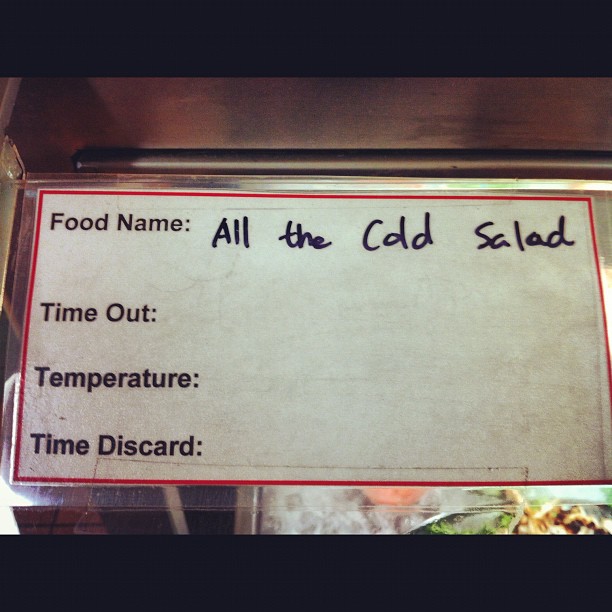 Food Name: All the Cold Salad
Time Out:
Temperature:
Time Discard: